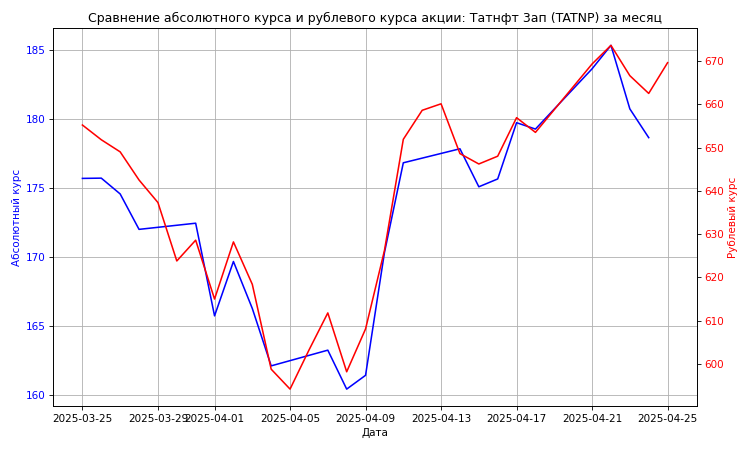 Сравнение абсолютного курса и рублевого курса акции: Татнфт 3ап (TATNP) за месяц
185
180
175
170
165
160
Абсолютный курс
670
660
650
640
630
620
610
600
Рублевый курс
2025-03-25 2025-03-29 2025-04-01 2025-04-05 2025-04-09 2025-04-13 2025-04-17 2025-04-21 2025-04-25
Дата